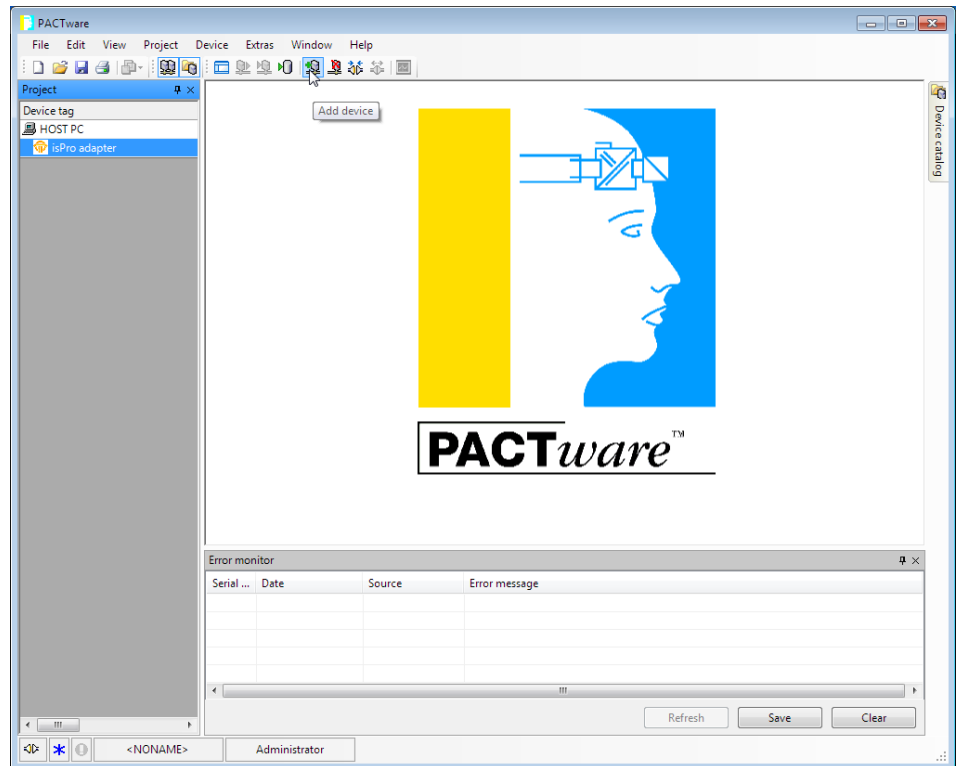 PACTware
File Edit View Project Device Extras Window Help
Project
Device tag
HOST PC
isPro adapter
Add device
Device catalog
PACTware™
Error monitor
Serial ... Date Source Error message
Refresh Save Clear
<NONAME> Administrator